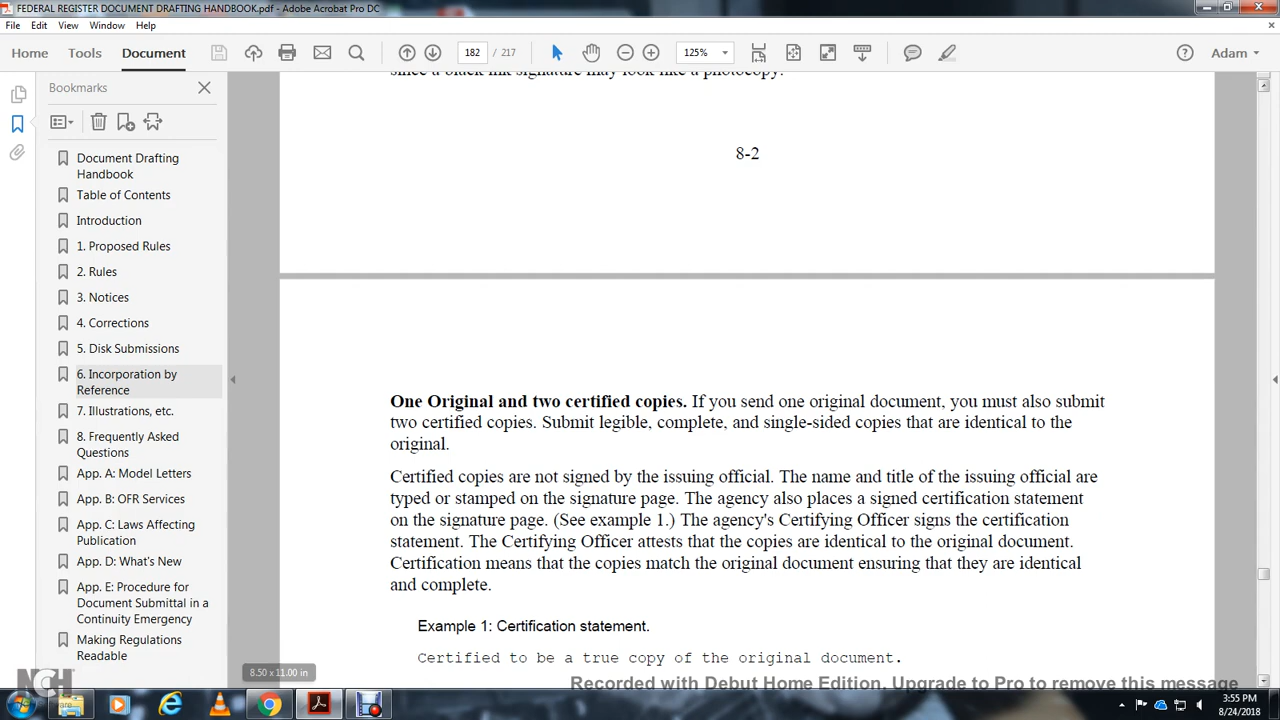 FEDERAL REGISTER DOCUMENT DRAFTING HANDBOOK.pdf - Adobe Acrobat Pro DC
File Edit View Window Help
Home Tools Document 182 / 217 125% Adam
Bookmarks
Document Drafting
Handbook
Table of Contents
Introduction
1. Proposed Rules
2. Rules
3. Notices
4. Corrections
5. Disk Submissions
6. Incorporation by
Reference
7. Illustrations, etc.
8. Frequently Asked
Questions
App. A: Model Letters
App. B: OFR Services
App. C: Laws Affecting
Publication
App. D: What's New
App. E: Procedure for
Document Submittal in a
Continuity Emergency
Making Regulations
Readable
since a black ink signature may look like a photocopy.
8-2
One Original and two certified copies. If you send one original document, you must also submit
two certified copies. Submit legible, complete, and single-sided copies that are identical to the
original.
Certified copies are not signed by the issuing official. The name and title of the issuing official are
typed or stamped on the signature page. The agency also places a signed certification statement
on the signature page. (See example 1.) The agency's Certifying Officer signs the certification
statement. The Certifying Officer attests that the copies are identical to the original document.
Certification means that the copies match the original document ensuring that they are identical
and complete.
Example 1: Certification statement.
Certified to be a true copy of the original document.
8.50 x 11.00 in
NCH
Recorded with Debut Home Edition. Upgrade to Pro to remove this message
3:55 PM
8/24/2018